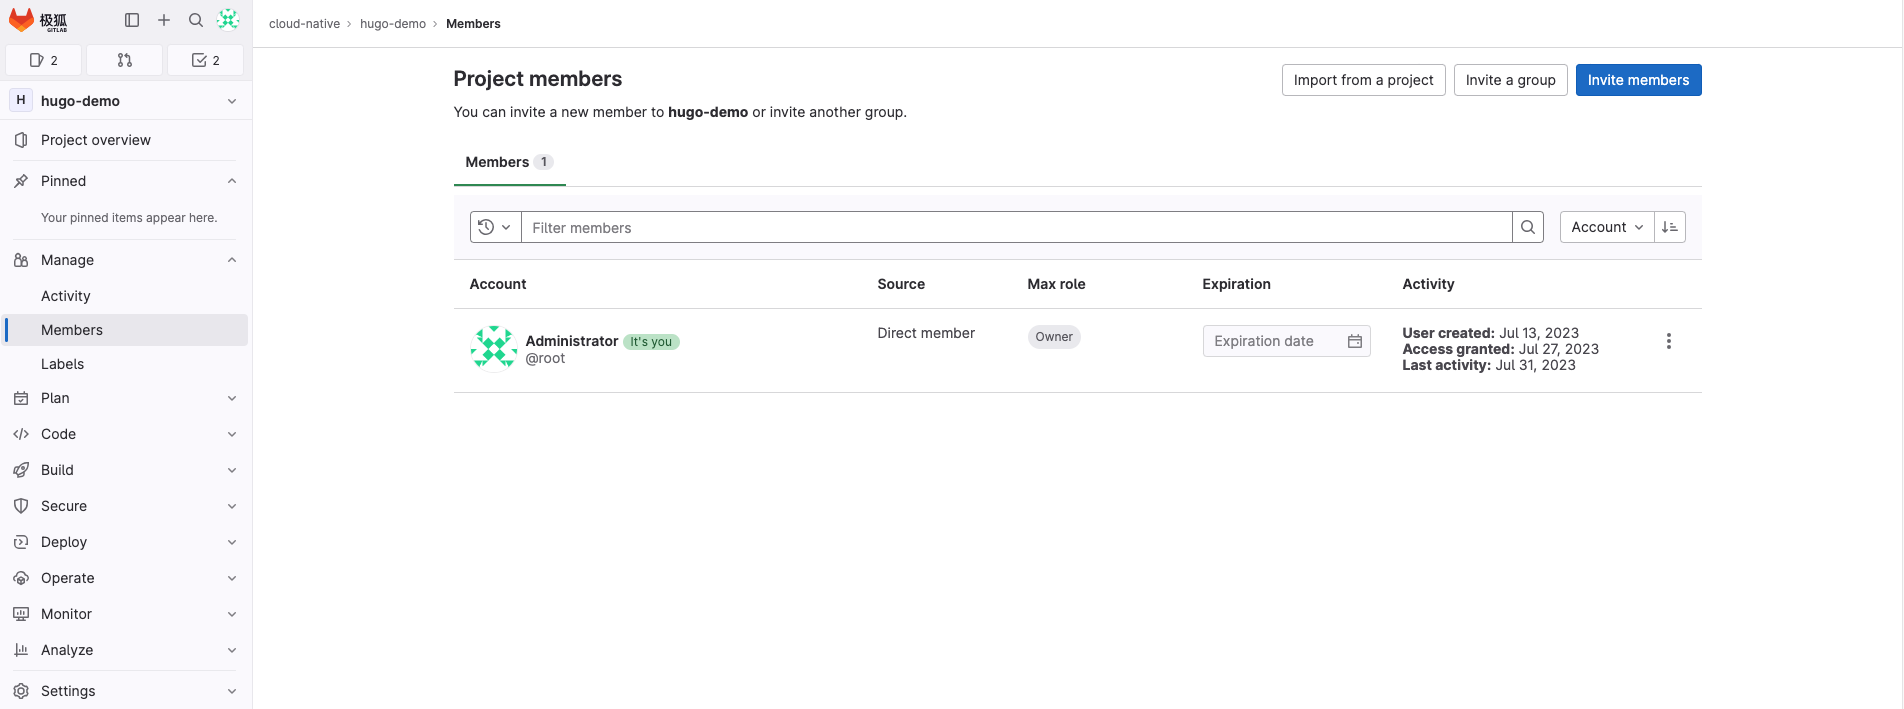 极狐
GITLAB
2
2
H hugo-demo
Project overview
Pinned
Your pinned items appear here.
Manage
Activity
Members
Labels
Plan
Code
Build
Secure
Deploy
Operate
Monitor
Analyze
Settings
cloud-native › hugo-demo › Members
Project members
Import from a project Invite a group Invite members
You can invite a new member to hugo-demo or invite another group.
Members 1
Filter members
Account
Account Source Max role Expiration Activity
Administrator It's you
@root
Direct member
Owner
Expiration date
User created: Jul 13, 2023
Access granted: Jul 27, 2023
Last activity: Jul 31, 2023